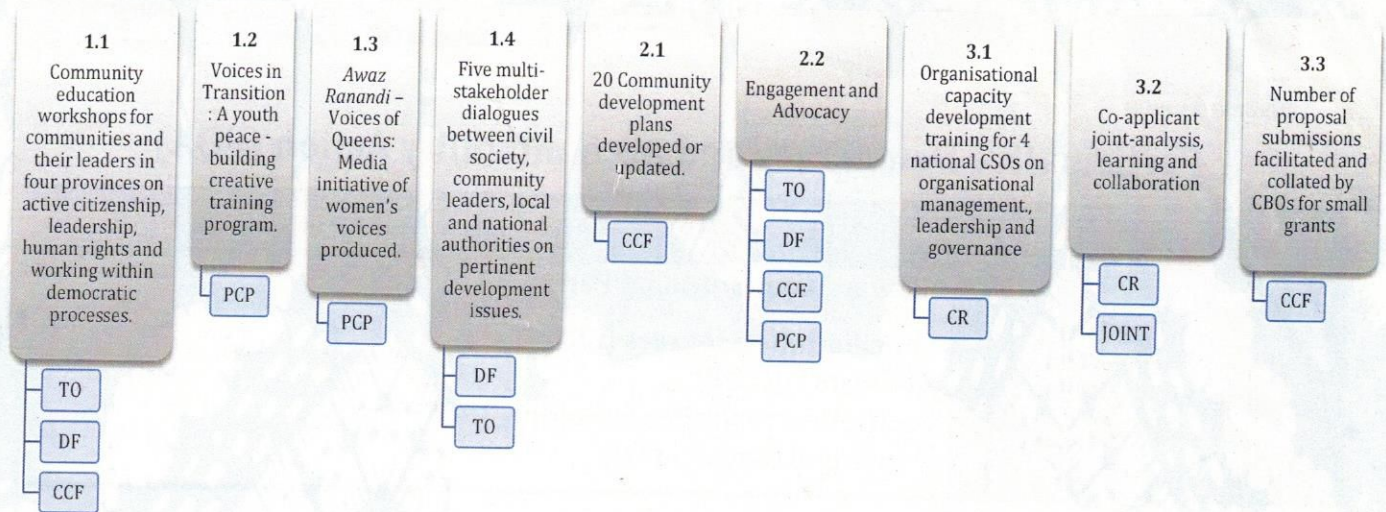 1.1
Community
education
workshops for
communities and
their leaders in
four provinces on
active citizenship,
leadership,
human rights and
working within
democratic
processes.
TO
DF
CCF
1.2
Voices in
Transition
: A youth
peace -
building
creative
training
program.
PCP
1.3
Awaz
Ranandi –
Voices of
Queens:
Media
initiative of
women's
voices
produced.
PCP
1.4
Five multi-
stakeholder
dialogues
between civil
society,
community
leaders, local
and national
authorities on
pertinent
development
issues.
DF
TO
2.1
20 Community
development
plans
developed or
updated.
CCF
2.2
Engagement and
Advocacy
TO
DF
CCF
PCP
3.1
Organisational
capacity
development
training for 4
national CSOs on
organisational
management.,
leadership and
governance
CR
3.2
Co-applicant
joint-analysis,
learning and
collaboration
CR
JOINT
3.3
Number of
proposal
submissions
facilitated and
collated by
CBOs for small
grants
CCF